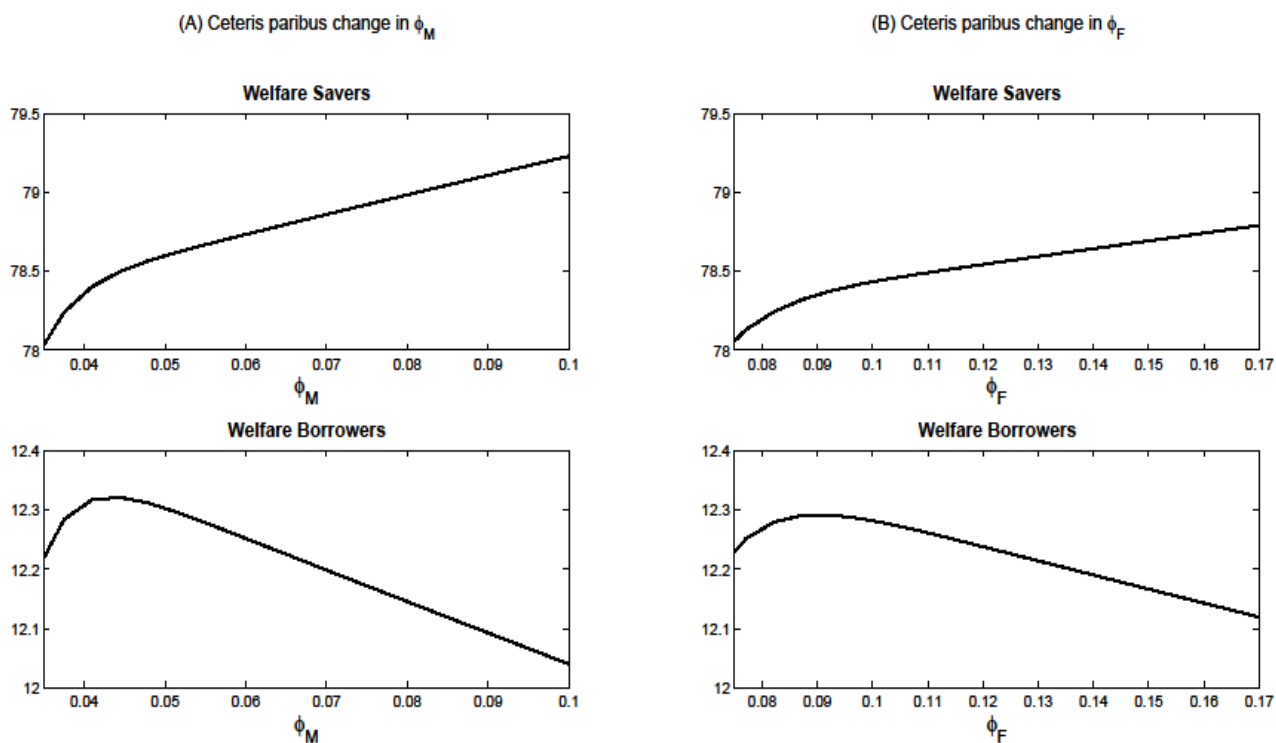 (A) Ceteris paribus change in ϕ_M
Welfare Savers
79.5
79
78.5
78
0.04 0.05 0.06 0.07 0.08 0.09 0.1
ϕ_M
Welfare Borrowers
12.4
12.3
12.2
12.1
12
0.04 0.05 0.06 0.07 0.08 0.09 0.1
ϕ_M
(B) Ceteris paribus change in ϕ_F
Welfare Savers
79.5
79
78.5
78
0.08 0.09 0.1 0.11 0.12 0.13 0.14 0.15 0.16 0.17
ϕ_F
Welfare Borrowers
12.4
12.3
12.2
12.1
12
0.08 0.09 0.1 0.11 0.12 0.13 0.14 0.15 0.16 0.17
ϕ_F